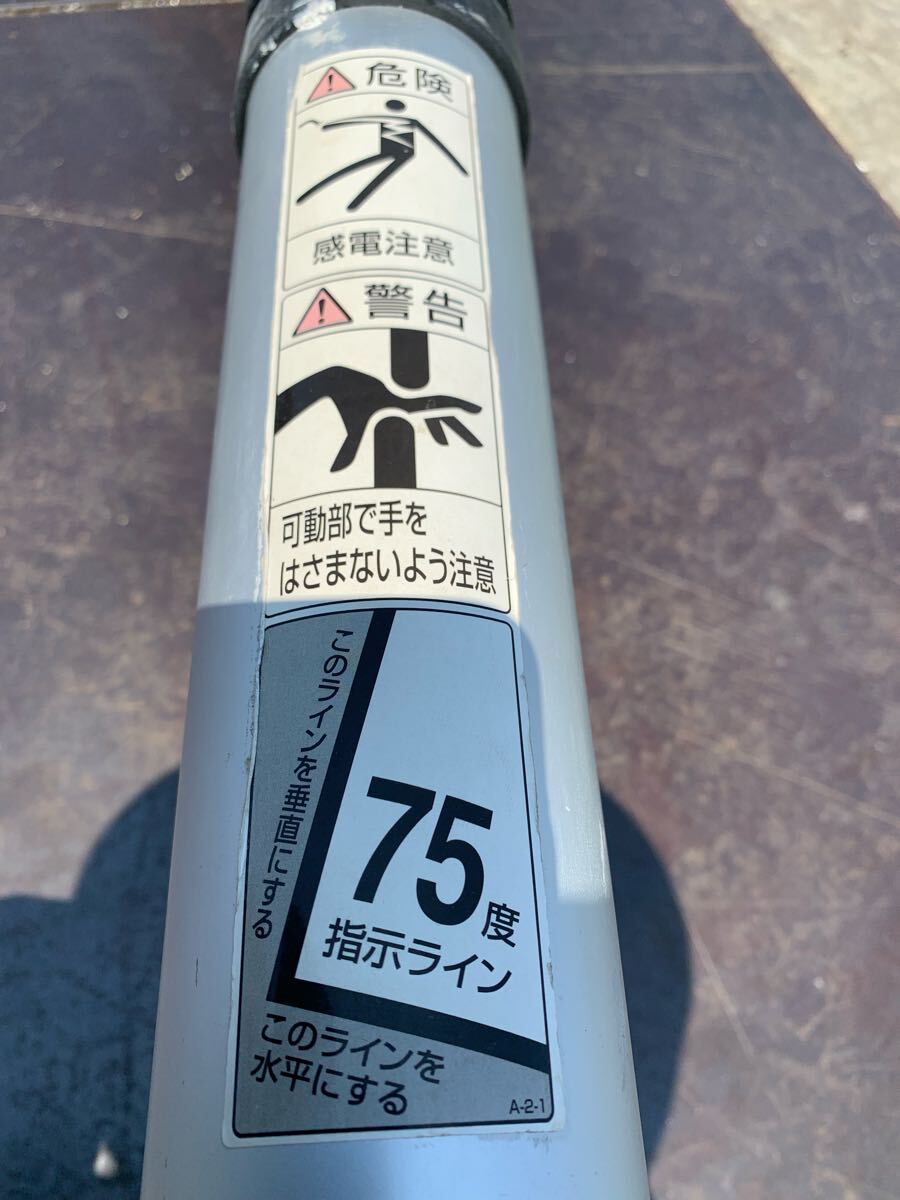 危険
感電注意
警告
可動部で手を
はさまないよう注意
このラインを垂直にする
75度
指示ライン
このラインを
水平にする
A-2-1